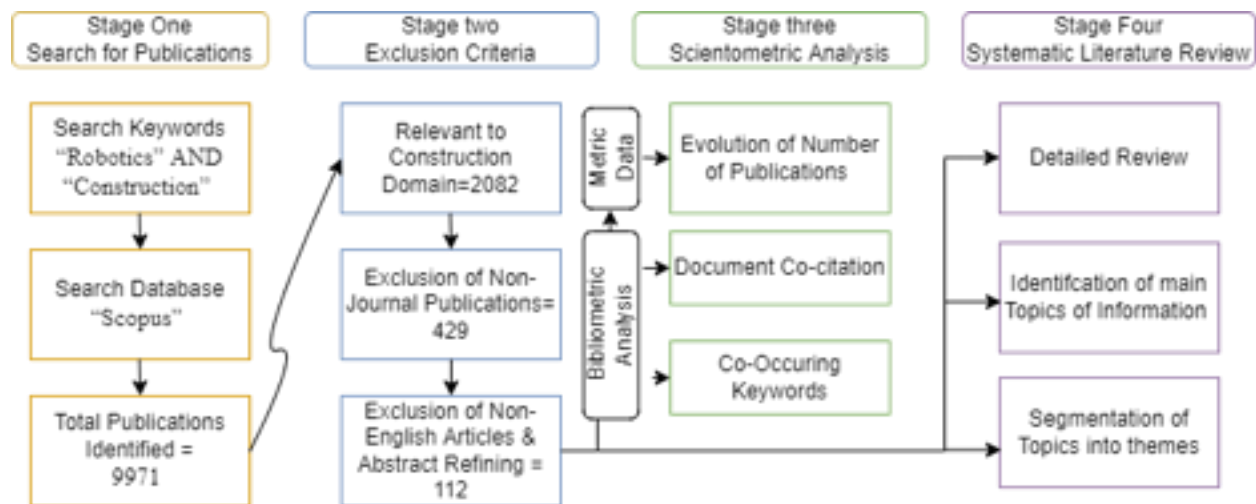 Stage One
Search for Publications
Stage two
Exclusion Criteria
Stage three
Scientometric Analysis
Stage Four
Systematic Literature Review
Search Keywords
“Robotics” AND
“Construction”
Search Database
“Scopus”
Total Publications
Identified =
9971
Relevant to
Construction
Domain=2082
Exclusion of Non-
Journal Publications=
429
Exclusion of Non-
English Articles &
Abstract Refining =
112
Metric
Data
Bibliometric
Analysis
Evolution of Number
of Publications
Document Co-citation
Co-Occuring
Keywords
Detailed Review
Identifcation of main
Topics of Information
Segmentation of
Topics into themes